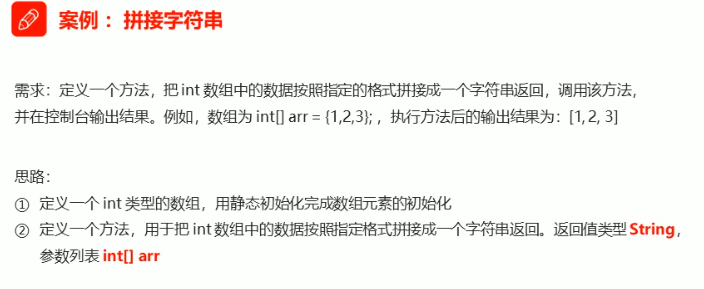 案例：拼接字符串
需求：定义一个方法，把 int 数组中的数据按照指定的格式拼接成一个字符串返回，调用该方法，
并在控制台输出结果。例如，数组为 int[] arr = {1,2,3}; ，执行方法后的输出结果为：[1, 2, 3]
思路：
① 定义一个 int 类型的数组，用静态初始化完成数组元素的初始化
② 定义一个方法，用于把 int 数组中的数据按照指定格式拼接成一个字符串返回。返回值类型 String，
参数列表 int[] arr